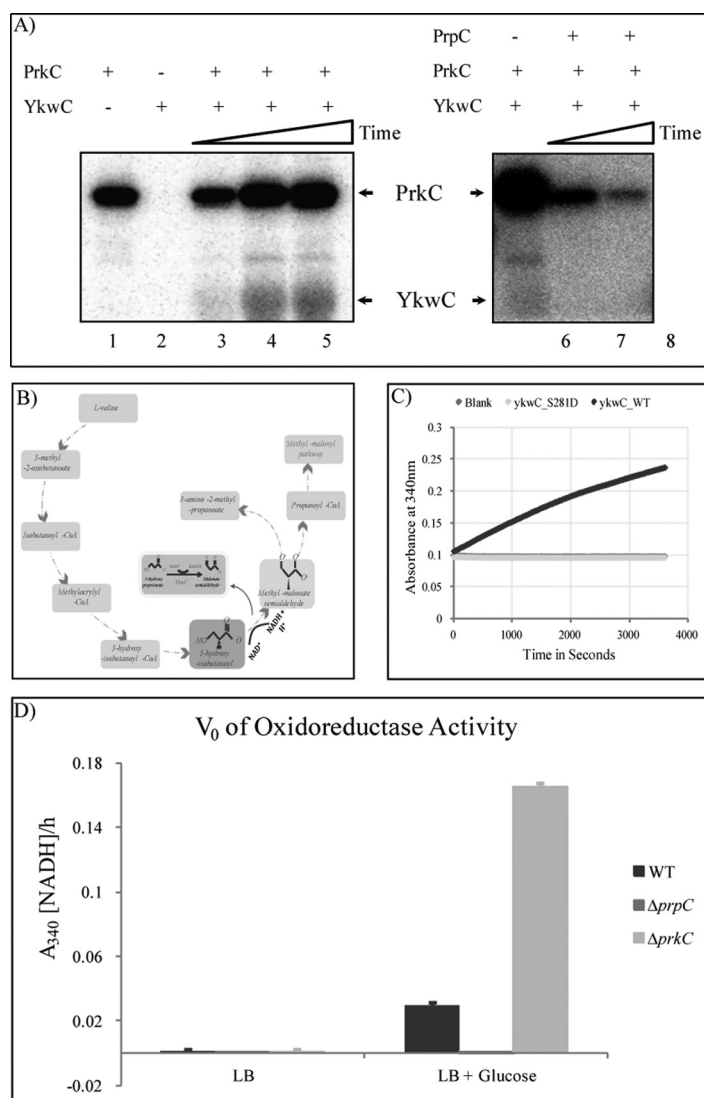 A)
PrpC - + +
PrkC + - + + + PrkC + + +
YkwC - + + + + YkwC + + +
Time Time
PrkC
YkwC
1 2 3 4 5 6 7 8
B)
L-valine
3-methyl
-2-oxobutanoate
Isobutanoyl -CoA
Methylacrylyl
-CoA
3-hydroxy
-isobutanoyl -CoA
3-hydroxy
-isobutanoyl
HO
O
NAD+
NADH +
H+
3-hydroxy
propionate
YkwC
semialdehyde
Methyl -malonate
semialdehyde
3-amino -2-methyl
-propanoate
Propanoyl -CoA
Methyl -malonyl
pathway
C)
Blank ykwC_S281D ykwC_WT
Absorbance at 340nm
0.3
0.25
0.2
0.15
0.1
0.05
0
0 1000 2000 3000 4000
Time in Seconds
D)
V0 of Oxidoreductase Activity
A340 [NADH]/h
0.18
0.14
0.1
0.06
0.02
-0.02
LB LB + Glucose
WT
ΔprpC
ΔprkC